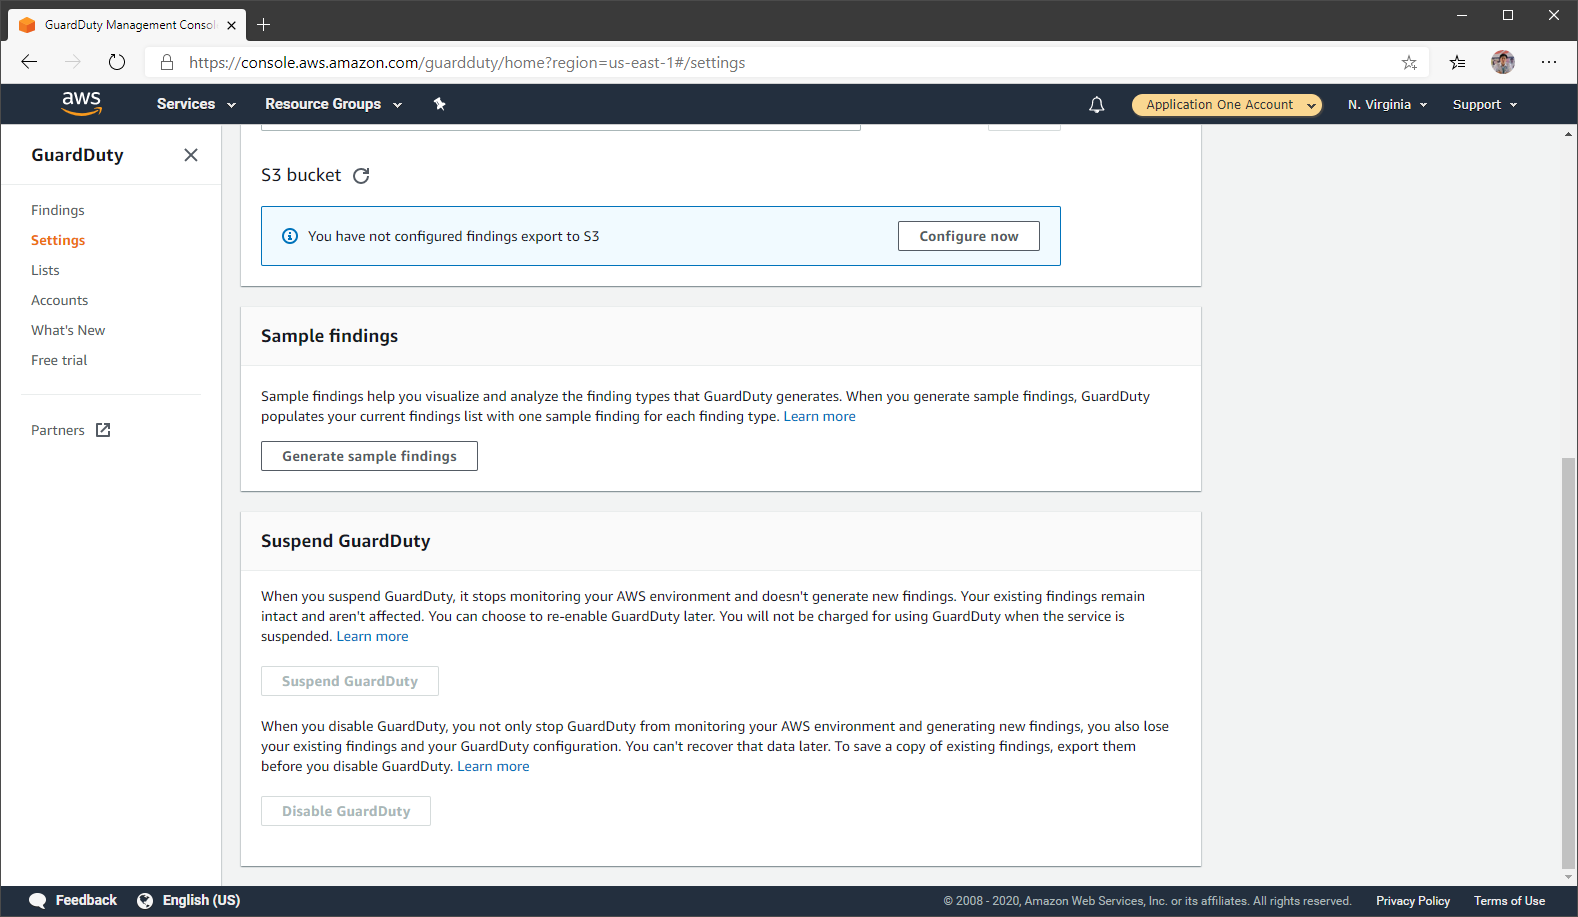 GuardDuty Management Consol
https://console.aws.amazon.com/guardduty/home?region=us-east-1#/settings
aws
Services
Resource Groups
Application One Account
N. Virginia
Support
GuardDuty
Findings
Settings
Lists
Accounts
What's New
Free trial
Partners
S3 bucket
You have not configured findings export to S3
Configure now
Sample findings
Sample findings help you visualize and analyze the finding types that GuardDuty generates. When you generate sample findings, GuardDuty
populates your current findings list with one sample finding for each finding type. Learn more
Generate sample findings
Suspend GuardDuty
When you suspend GuardDuty, it stops monitoring your AWS environment and doesn't generate new findings. Your existing findings remain
intact and aren't affected. You can choose to re-enable GuardDuty later. You will not be charged for using GuardDuty when the service is
suspended. Learn more
Suspend GuardDuty
When you disable GuardDuty, you not only stop GuardDuty from monitoring your AWS environment and generating new findings, you also lose
your existing findings and your GuardDuty configuration. You can't recover that data later. To save a copy of existing findings, export them
before you disable GuardDuty. Learn more
Disable GuardDuty
Feedback
English (US)
© 2008 - 2020, Amazon Web Services, Inc. or its affiliates. All rights reserved.
Privacy Policy
Terms of Use